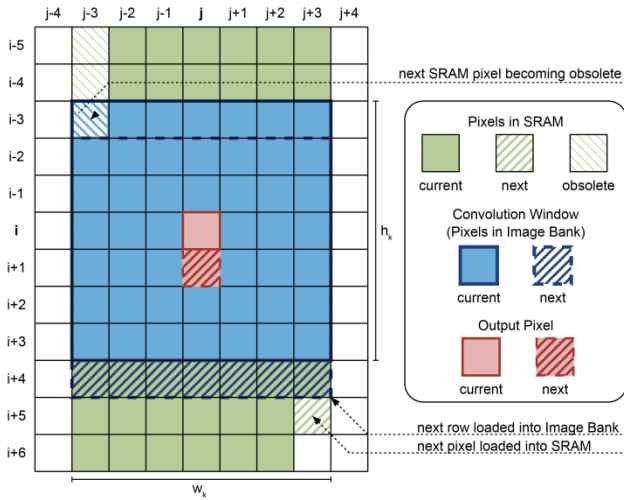 j-4 j-3 j-2 j-1 j j+1 j+2 j+3 j+4
i-5
i-4
next SRAM pixel becoming obsolete
i-3
i-2
i-1
i
i+1
i+2
i+3
i+4
i+5
i+6
h_k
w_k
Pixels in SRAM
current next obsolete
Convolution Window
(Pixels in Image Bank)
current next
Output Pixel
current next
next row loaded into Image Bank
next pixel loaded into SRAM